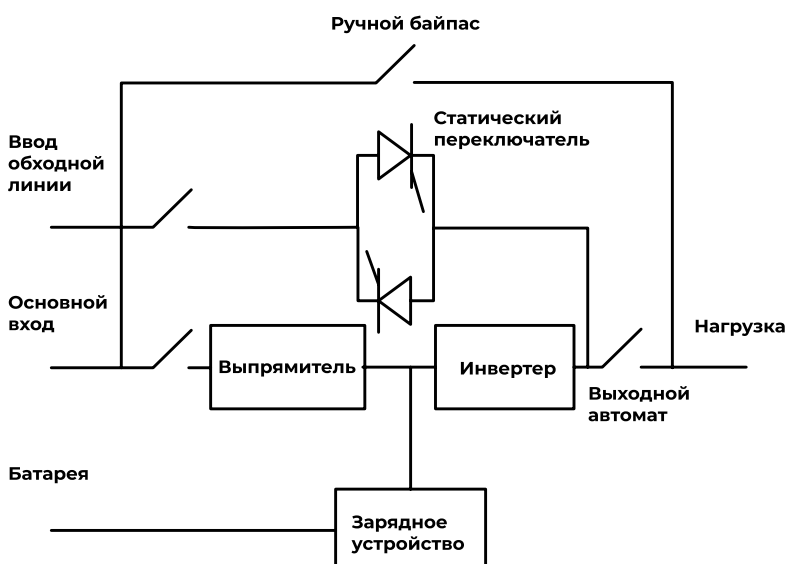 Ручной байпас
Статический
переключатель
Ввод
обходной
линии
Основной
вход
Выпрямитель
Инвертер
Нагрузка
Выходной
автомат
Батарея
Зарядное
устройство